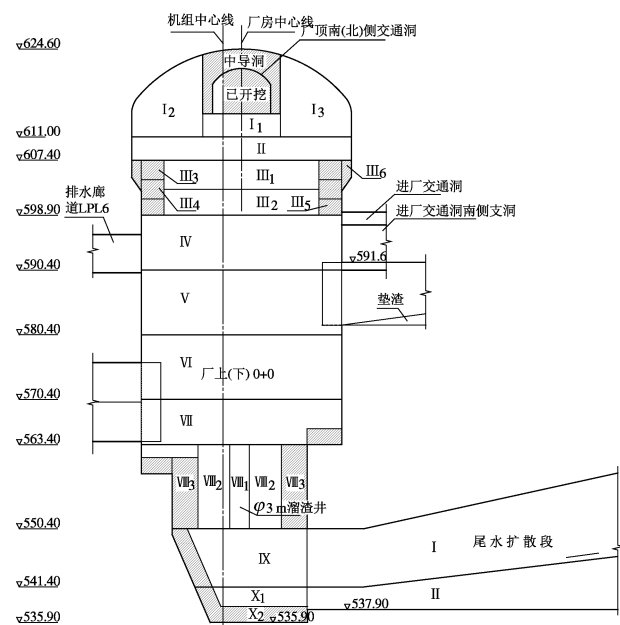 机组中心线 厂房中心线
厂顶南(北)侧交通洞
▽624.60
中导洞
已开挖
I2 I1 I3
▽611.00
II
▽607.40
III3 III1 III6
排水廊
道LPL6
III4 III2 III5
进厂交通洞
▽598.90
进厂交通洞南侧支洞
IV
▽591.6
▽590.40
V
垫渣
▽580.40
VI
厂上(下) 0+0
▽570.40
VII
▽563.40
VIII3 VIII2 VIII1 VIII2 VIII3
φ3 m溜渣井
▽550.40
IX I 尾水扩散段
▽541.40
X1 II
▽537.90
▽535.90 X2 ▽535.90